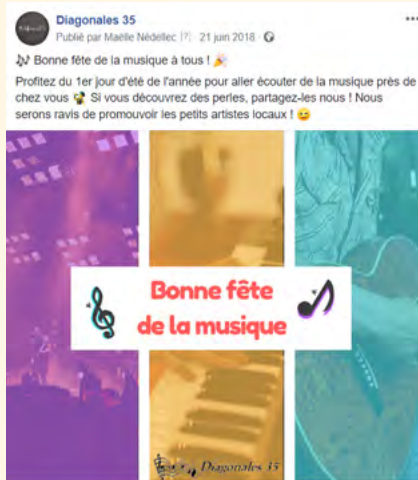 Diagonales 35
Publié par Maëlle Nédellec [?] · 21 juin 2018 ·
🎶 Bonne fête de la musique à tous ! 🎉
Profitez du 1er jour d'été de l'année pour aller écouter de la musique près de
chez vous Si vous découvrez des perles, partagez-les nous ! Nous
serons ravis de promouvoir les petits artistes locaux ! 😉
Bonne fête
de la musique
Diagonales 35